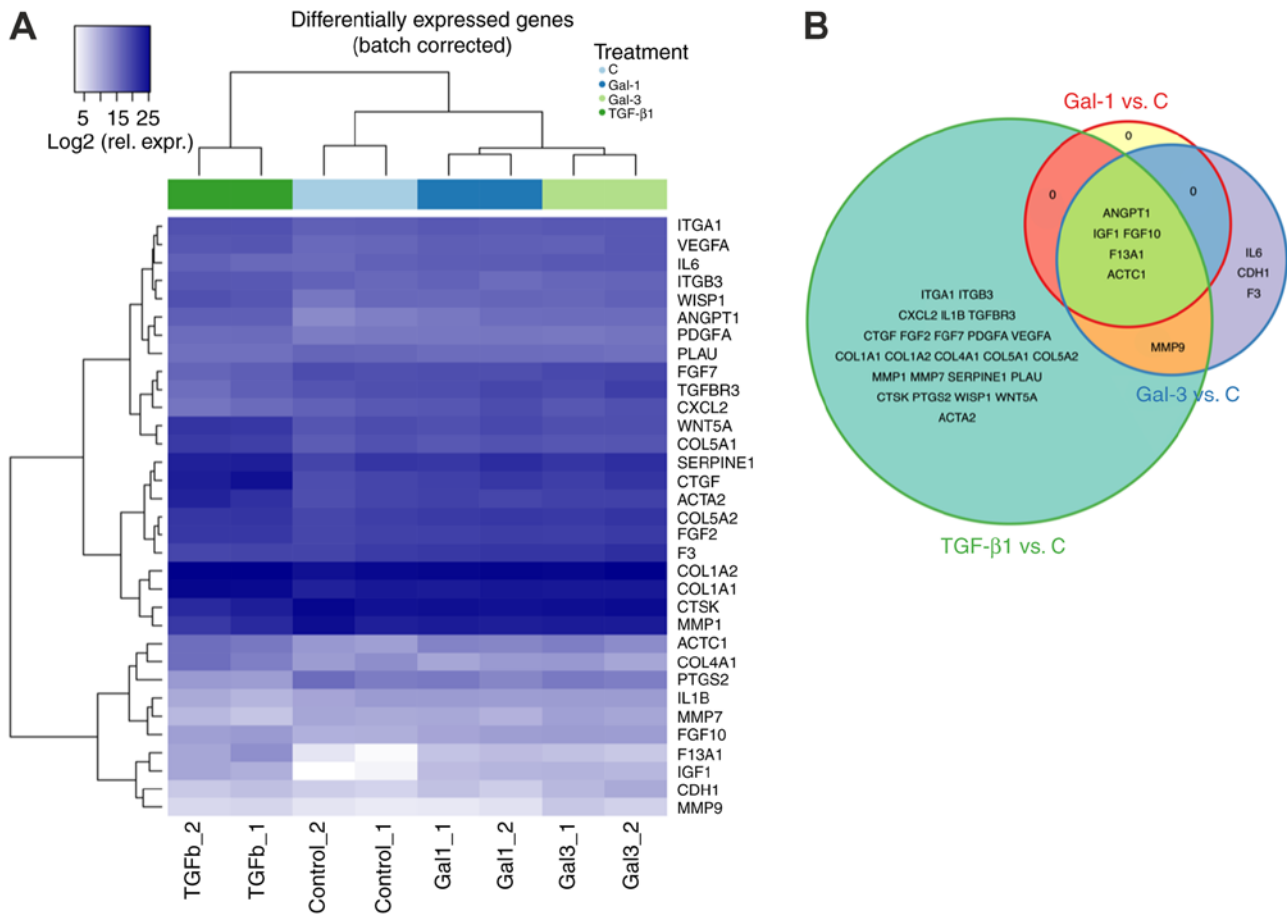 A
Differentially expressed genes
(batch corrected)
5 15 25
Log2 (rel. expr.)
Treatment
C
Gal-1
Gal-3
TGF-β1
ITGA1
VEGFA
IL6
ITGB3
WISP1
ANGPT1
PDGFA
PLAU
FGF7
TGFBR3
CXCL2
WNT5A
COL5A1
SERPINE1
CTGF
ACTA2
COL5A2
FGF2
F3
COL1A2
COL1A1
CTSK
MMP1
ACTC1
COL4A1
PTGS2
IL1B
MMP7
FGF10
F13A1
IGF1
CDH1
MMP9
TGFb_2
TGFb_1
Control_2
Control_1
Gal1_1
Gal1_2
Gal3_1
Gal3_2
B
Gal-1 vs. C
0
0
0
ANGPT1
IGF1 FGF10
F13A1
ACTC1
IL6
CDH1
F3
ITGA1 ITGB3
CXCL2 IL1B TGFBR3
CTGF FGF2 FGF7 PDGFA VEGFA
COL1A1 COL1A2 COL4A1 COL5A1 COL5A2
MMP1 MMP7 SERPINE1 PLAU
CTSK PTGS2 WISP1 WNT5A
ACTA2
MMP9
Gal-3 vs. C
TGF-β1 vs. C